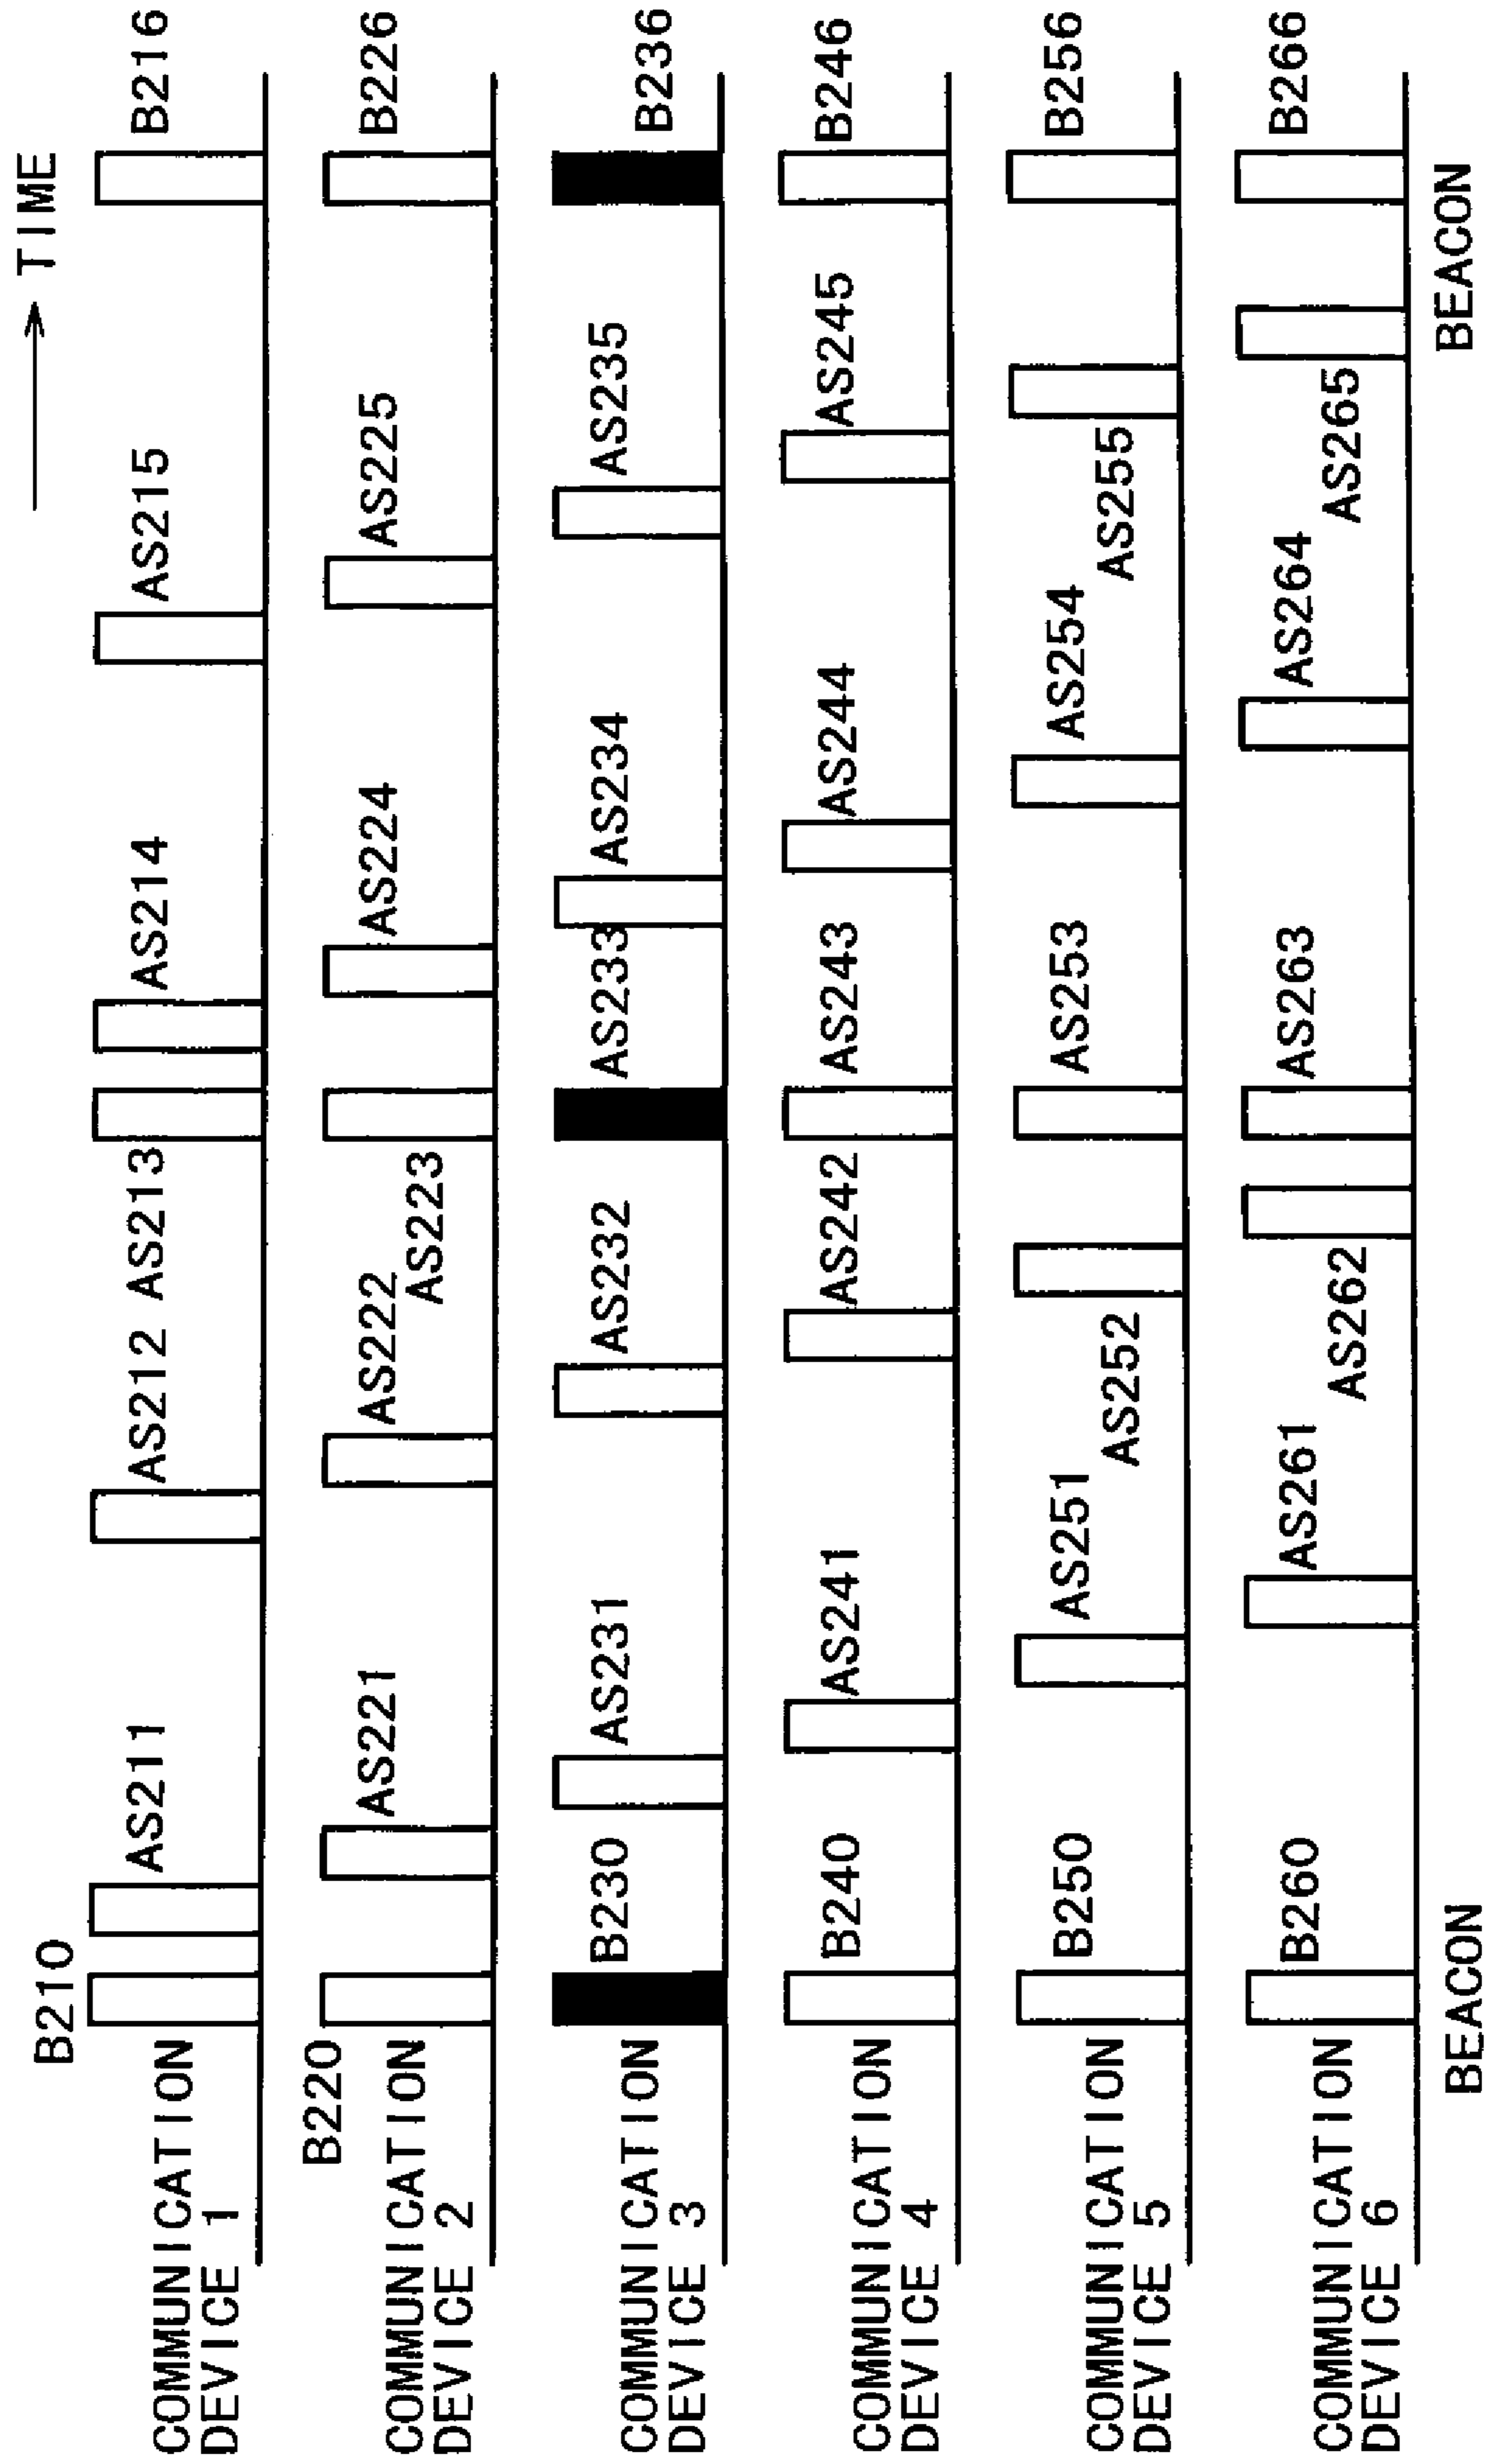 TIME
B210
AS211
AS212
AS213
AS214
AS215
B216
COMMUNICATION
DEVICE 1
B220
AS221
AS222
AS223
AS224
AS225
B226
COMMUNICATION
DEVICE 2
B230
AS231
AS232
AS233
AS234
AS235
B236
COMMUNICATION
DEVICE 3
B240
AS241
AS242
AS243
AS244
AS245
B246
COMMUNICATION
DEVICE 4
B250
AS251
AS252
AS253
AS254
AS255
B256
COMMUNICATION
DEVICE 5
B260
AS261
AS262
AS263
AS264
AS265
B266
COMMUNICATION
DEVICE 6
BEACON
BEACON